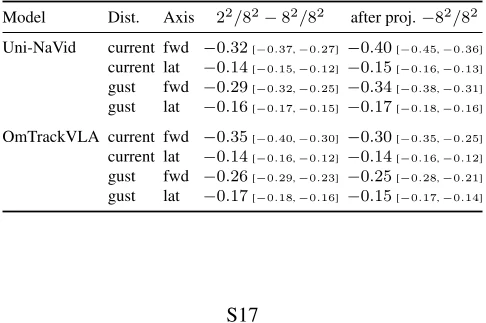 Model Dist. Axis 2²/8² − 8²/8² after proj. −8²/8²
Uni-NaVid current fwd −0.32 [−0.37, −0.27] −0.40 [−0.45, −0.36]
current lat −0.14 [−0.15, −0.12] −0.15 [−0.16, −0.13]
gust fwd −0.29 [−0.32, −0.25] −0.34 [−0.38, −0.31]
gust lat −0.16 [−0.17, −0.15] −0.17 [−0.18, −0.16]
OmTrackVLA current fwd −0.35 [−0.40, −0.30] −0.30 [−0.35, −0.25]
current lat −0.14 [−0.16, −0.12] −0.14 [−0.16, −0.12]
gust fwd −0.26 [−0.29, −0.23] −0.25 [−0.28, −0.21]
gust lat −0.17 [−0.18, −0.16] −0.15 [−0.17, −0.14]
S17